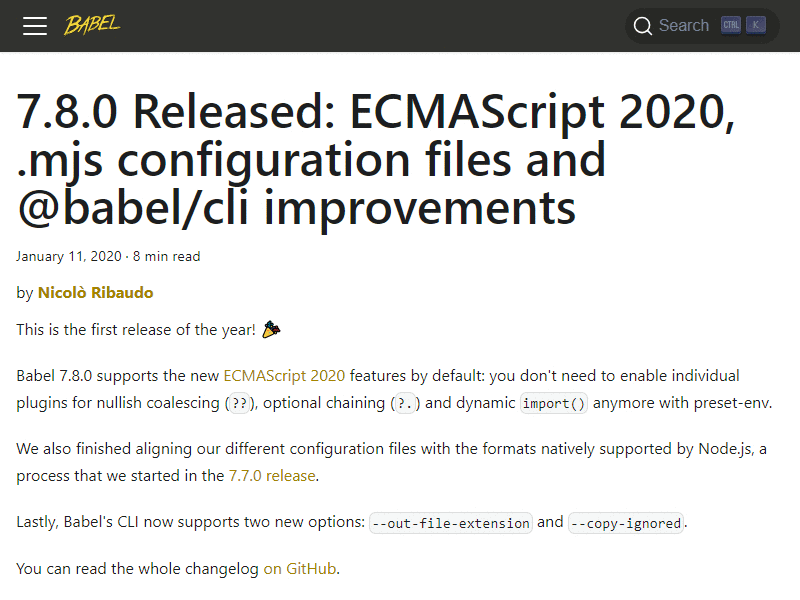 BABEL
Search CTRL K
7.8.0 Released: ECMAScript 2020,
.mjs configuration files and
@babel/cli improvements
January 11, 2020 · 8 min read
by Nicolò Ribaudo
This is the first release of the year! 🎉
Babel 7.8.0 supports the new ECMAScript 2020 features by default: you don't need to enable individual
plugins for nullish coalescing (??), optional chaining (?.) and dynamic import() anymore with preset-env.
We also finished aligning our different configuration files with the formats natively supported by Node.js, a
process that we started in the 7.7.0 release.
Lastly, Babel's CLI now supports two new options: --out-file-extension and --copy-ignored.
You can read the whole changelog on GitHub.